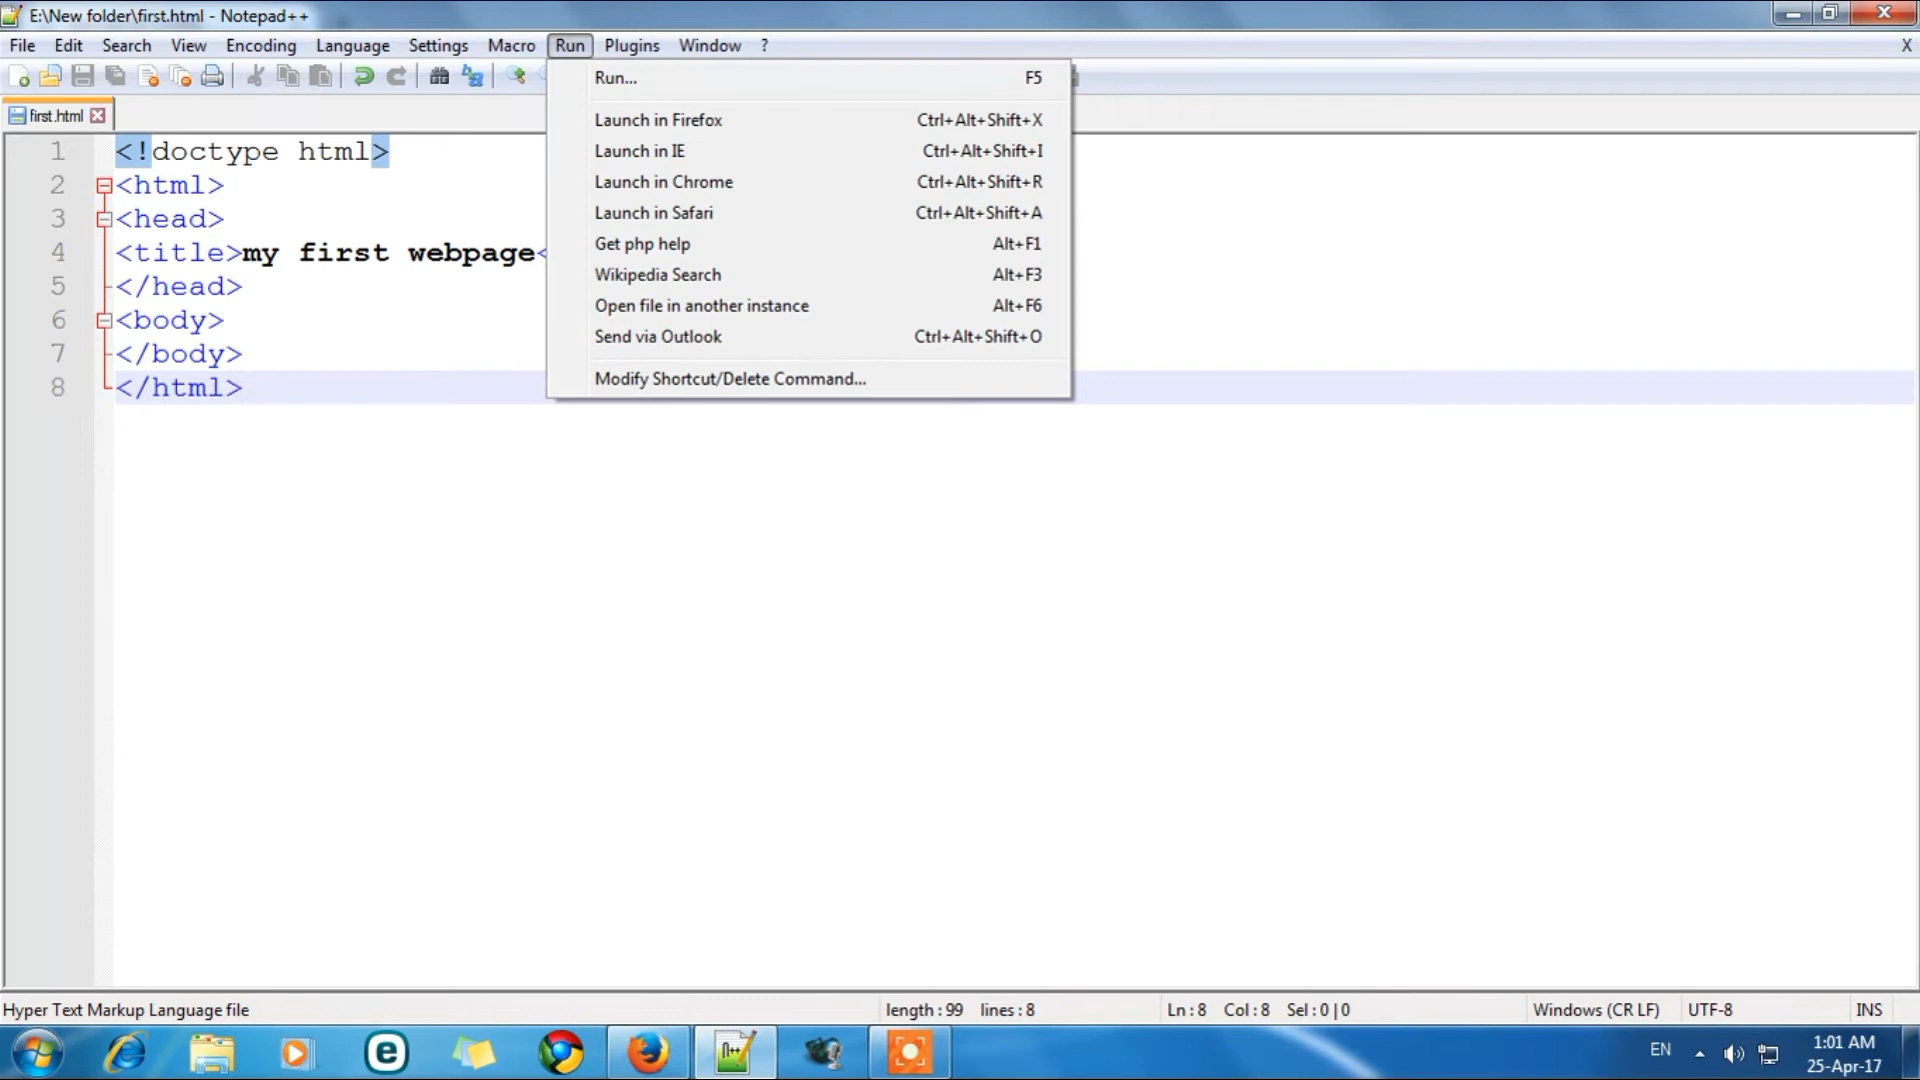 E:\New folder\first.html - Notepad++
File Edit Search View Encoding Language Settings Macro Run Plugins Window ? X
first.html
Run... F5
Launch in Firefox Ctrl+Alt+Shift+X
Launch in IE Ctrl+Alt+Shift+I
Launch in Chrome Ctrl+Alt+Shift+R
Launch in Safari Ctrl+Alt+Shift+A
Get php help Alt+F1
Wikipedia Search Alt+F3
Open file in another instance Alt+F6
Send via Outlook Ctrl+Alt+Shift+O
Modify Shortcut/Delete Command...
1 <!doctype html>
2 <html>
3 <head>
4 <title>my first webpage<
5 </head>
6 <body>
7 </body>
8 </html>
Hyper Text Markup Language file length : 99 lines : 8 Ln : 8 Col : 8 Sel : 0 | 0 Windows (CR LF) UTF-8 INS
EN 1:01 AM
25-Apr-17